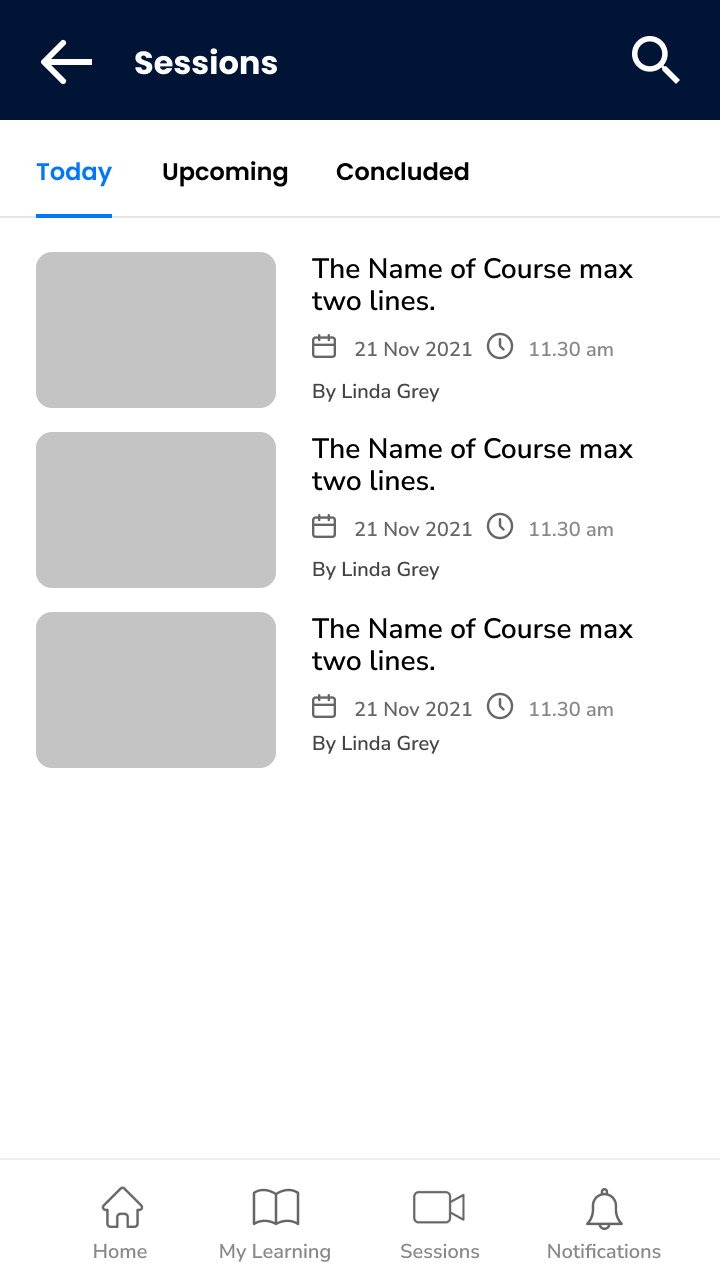 Sessions
Today Upcoming Concluded
The Name of Course max
two lines.
21 Nov 2021 11.30 am
By Linda Grey
The Name of Course max
two lines.
21 Nov 2021 11.30 am
By Linda Grey
The Name of Course max
two lines.
21 Nov 2021 11.30 am
By Linda Grey
Home My Learning Sessions Notifications